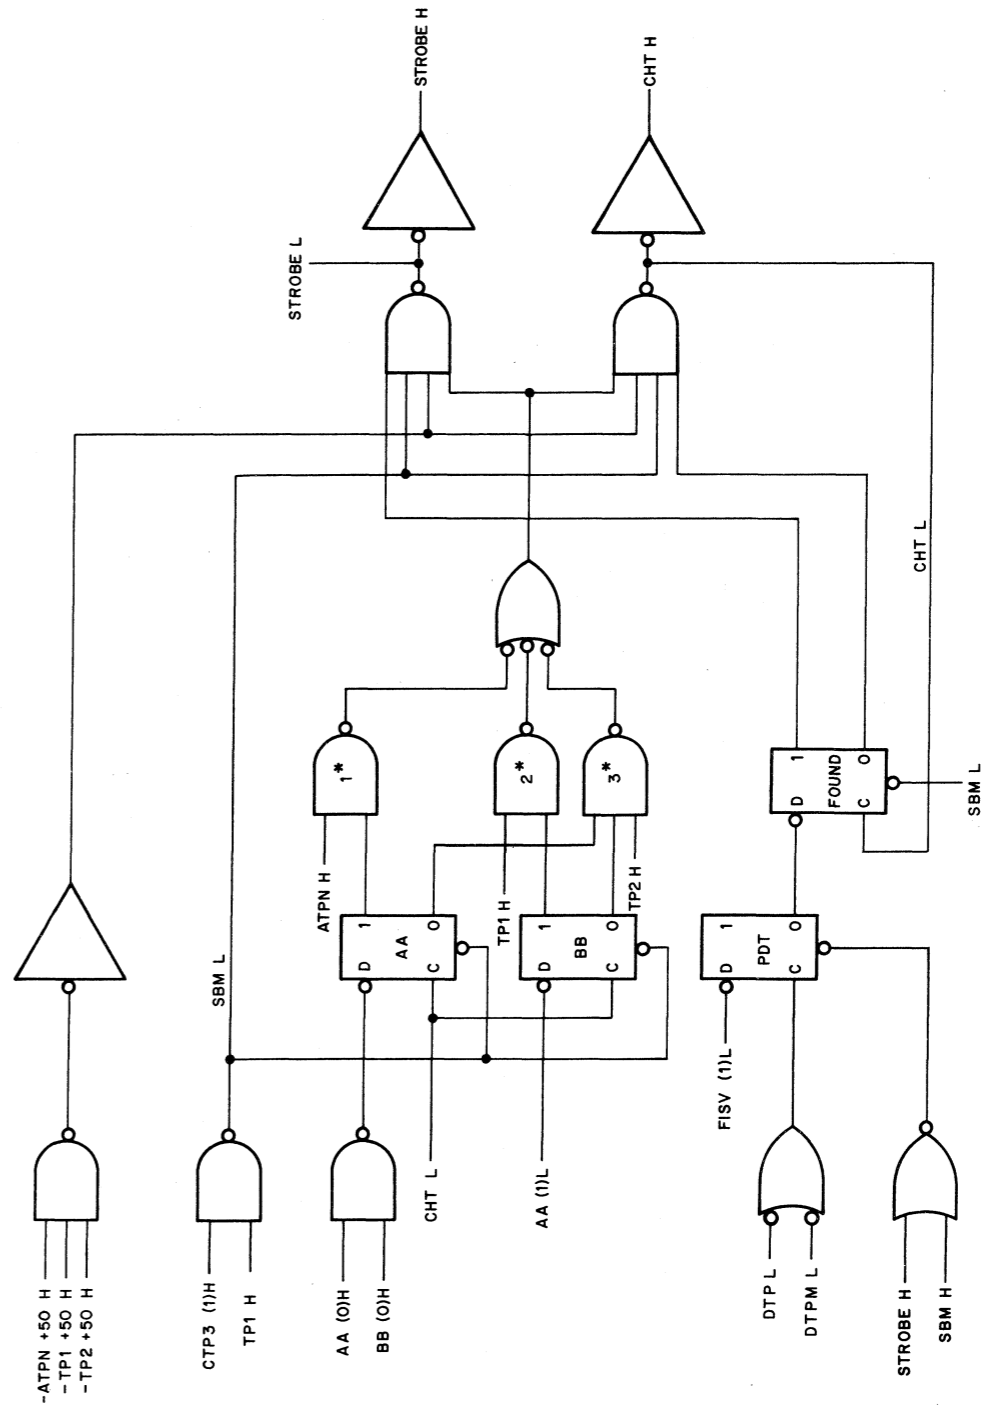 -ATPN +50 H
-TP1 +50 H
-TP2 +50 H
CTP3 (1)H
TP1 H
SBM L
AA (0)H
BB (0)H
CHT L
AA (1)L
D 1
AA
C 0
D 1
BB
C 0
ATPN H
TP1 H
TP2 H
1*
2*
3*
STROBE L
STROBE H
CHT H
DTP L
DTPM L
STROBE H
SBM H
FISV (1)L
D 1
PDT
C 0
D 1
FOUND
C 0
SBM L
CHT L